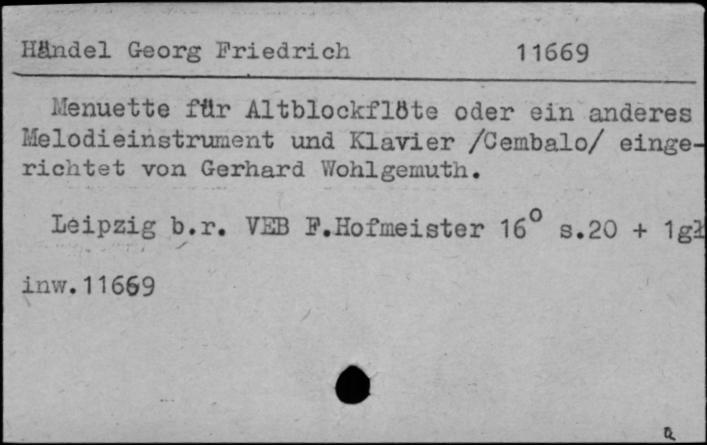 Händel Georg Friedrich 11669
Menuette für Altblockflöte oder ein anderes
Melodieinstrument und Klavier /Cembalo/ einge-
richtet von Gerhard Wohlgemuth.
Leipzig b.r. VEB F.Hofmeister 16° s.20 + 1gł
inw.11669